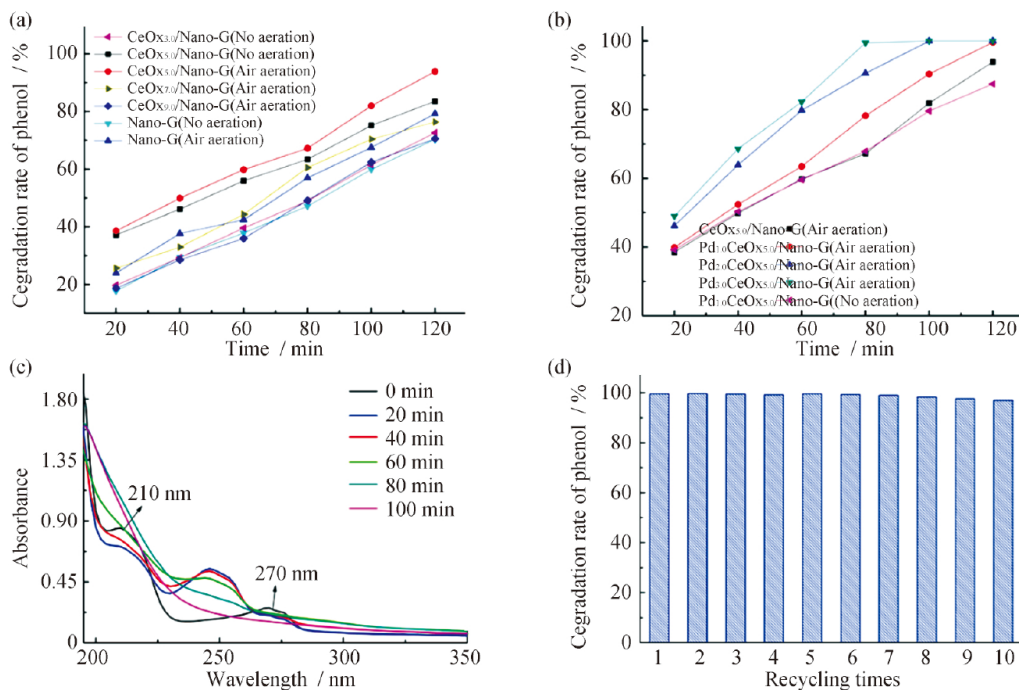 (a)
CeOx3.0/Nano-G(No aeration)
CeOx5.0/Nano-G(No aeration)
CeOx5.0/Nano-G(Air aeration)
CeOx7.0/Nano-G(Air aeration)
CeOx9.0/Nano-G(Air aeration)
Nano-G(No aeration)
Nano-G(Air aeration)
Cegradation rate of phenol / %
100
80
60
40
20
20 40 60 80 100 120
Time / min
(b)
Cegradation rate of phenol / %
100
80
60
40
20
CeOx5.0/Nano-G(Air aeration)
Pd1.0CeOx5.0/Nano-G(Air aeration)
Pd2.0CeOx5.0/Nano-G(Air aeration)
Pd3.0CeOx5.0/Nano-G(Air aeration)
Pd3.0CeOx5.0/Nano-G((No aeration)
20 40 60 80 100 120
Time / min
(c)
Absorbance
1.80
1.35
0.90
0.45
0
0 min
20 min
40 min
60 min
80 min
100 min
210 nm
270 nm
200 250 300 350
Wavelength / nm
(d)
Cegradation rate of phenol / %
100
80
60
40
20
0
1 2 3 4 5 6 7 8 9 10
Recycling times